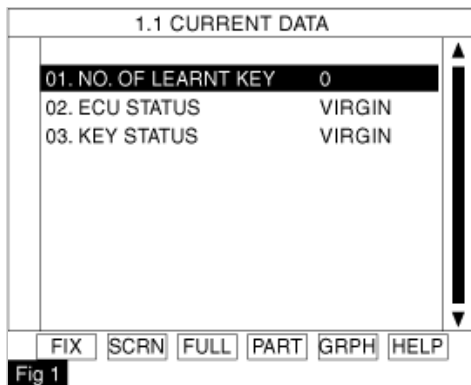 1.1 CURRENT DATA
01. NO. OF LEARNT KEY 0
02. ECU STATUS VIRGIN
03. KEY STATUS VIRGIN
FIX SCRN FULL PART GRPH HELP
Fig 1